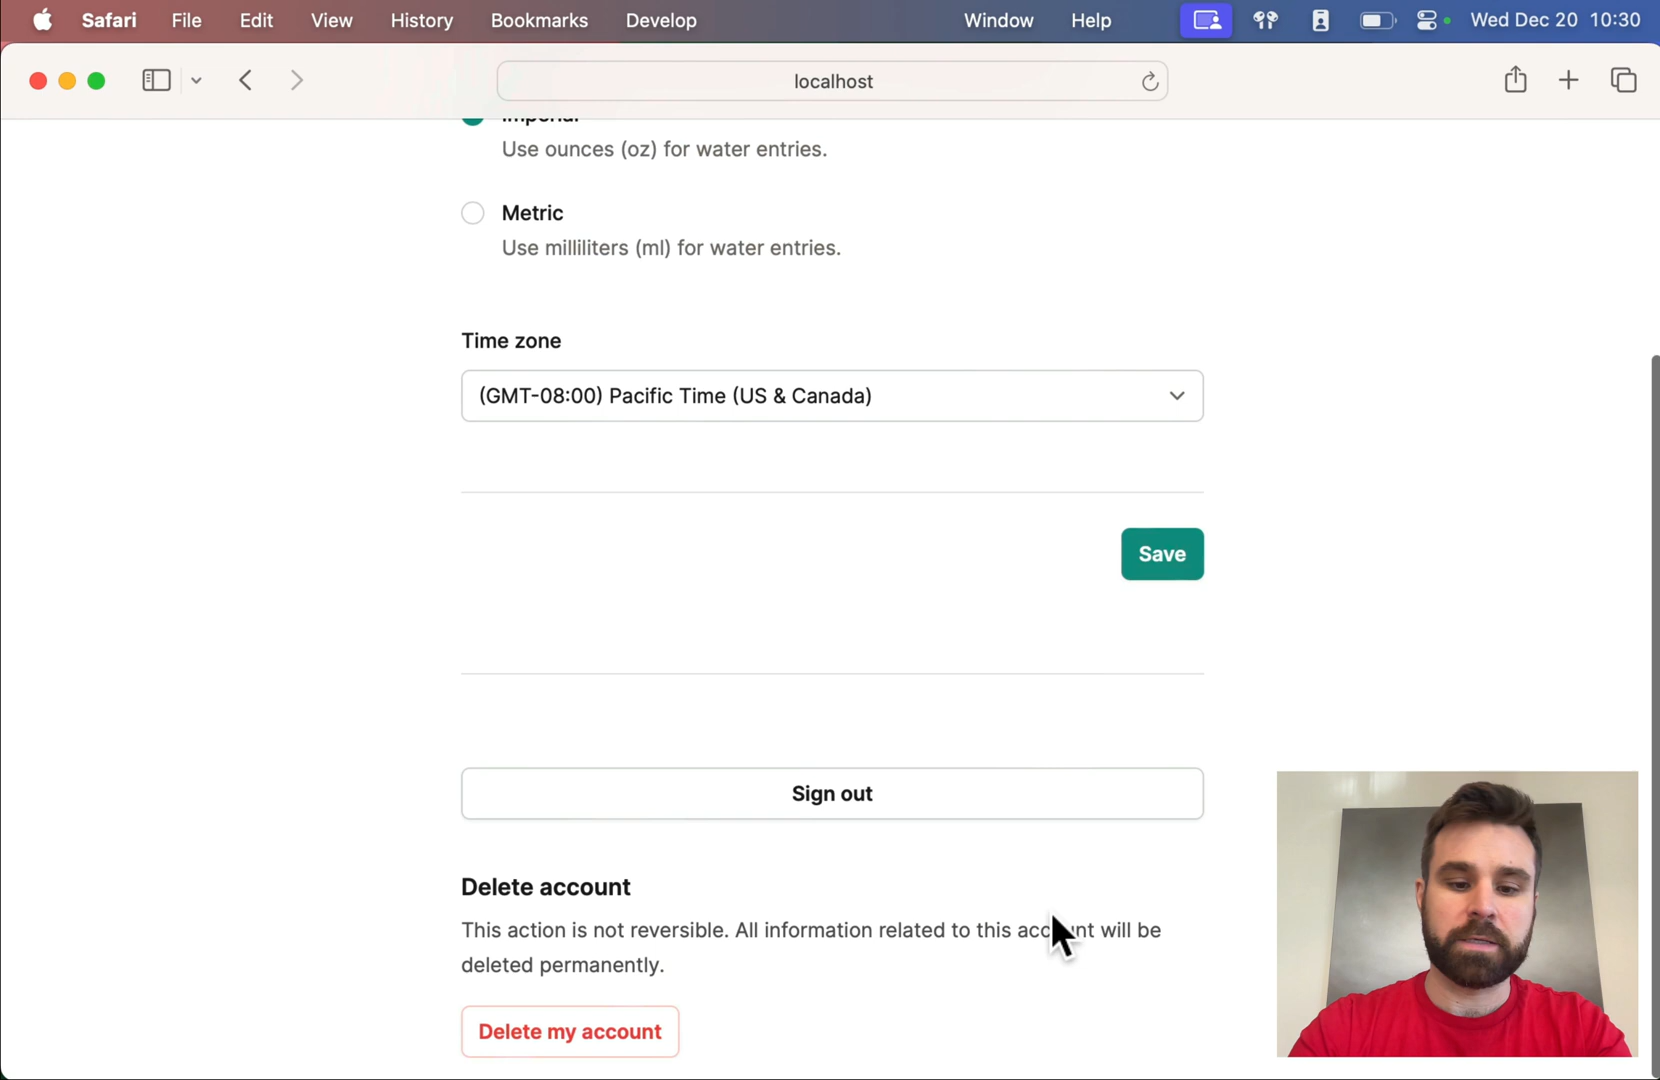 Safari File Edit View History Bookmarks Develop Window Help Wed Dec 20 10:30
localhost
Imperial
Use ounces (oz) for water entries.
Metric
Use milliliters (ml) for water entries.
Time zone
(GMT-08:00) Pacific Time (US & Canada)
Save
Sign out
Delete account
This action is not reversible. All information related to this account will be
deleted permanently.
Delete my account